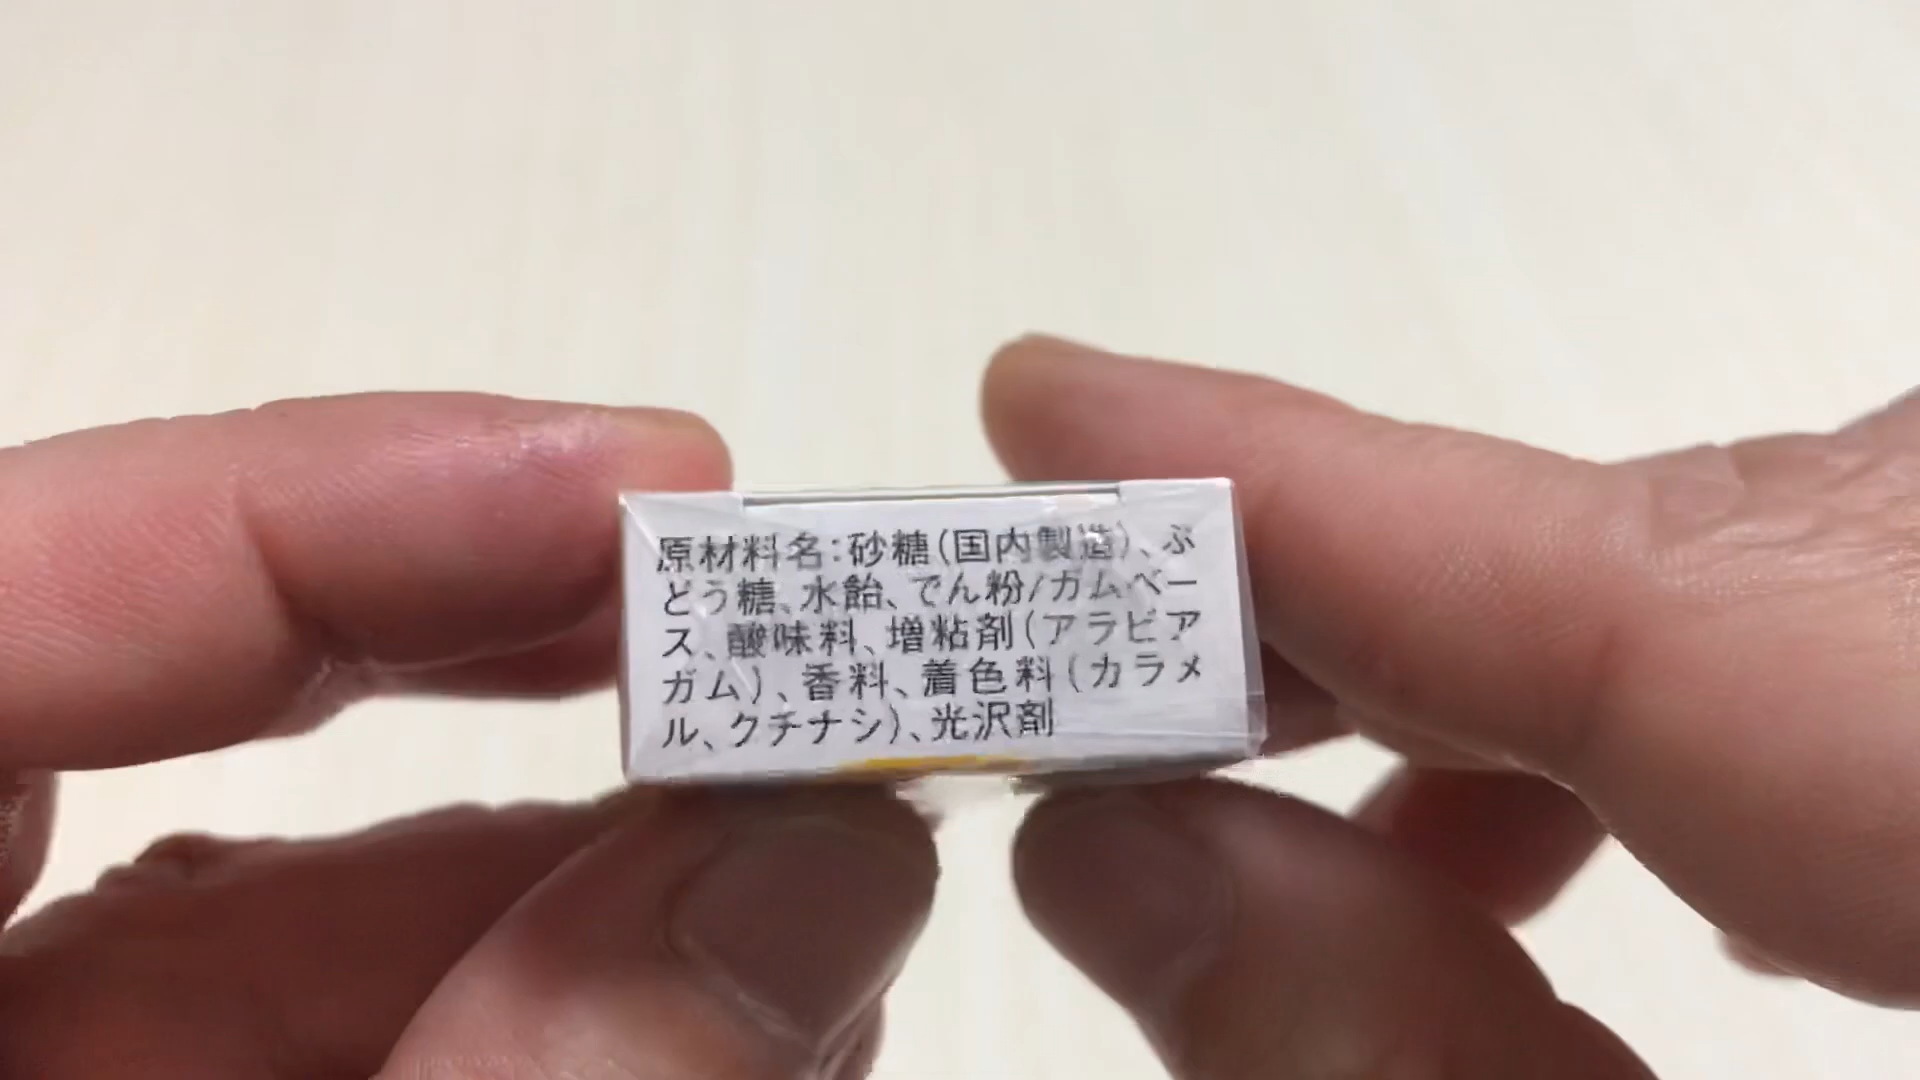 原材料名:砂糖(国内製造)、ぶ
どう糖、水飴、でん粉/ガムベー
ス、酸味料、増粘剤(アラビア
ガム)、香料、着色料(カラメ
ル、クチナシ)、光沢剤